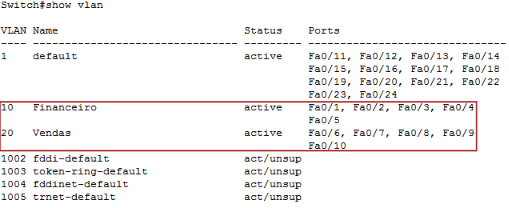 Switch#show vlan
VLAN Name Status Ports
---- -------------------------------- --------- -------------------------------
1 default active Fa0/11, Fa0/12, Fa0/13, Fa0/14
Fa0/15, Fa0/16, Fa0/17, Fa0/18
Fa0/19, Fa0/20, Fa0/21, Fa0/22
Fa0/23, Fa0/24
10 Financeiro active Fa0/1, Fa0/2, Fa0/3, Fa0/4
Fa0/5
20 Vendas active Fa0/6, Fa0/7, Fa0/8, Fa0/9
Fa0/10
1002 fddi-default act/unsup
1003 token-ring-default act/unsup
1004 fddinet-default act/unsup
1005 trnet-default act/unsup